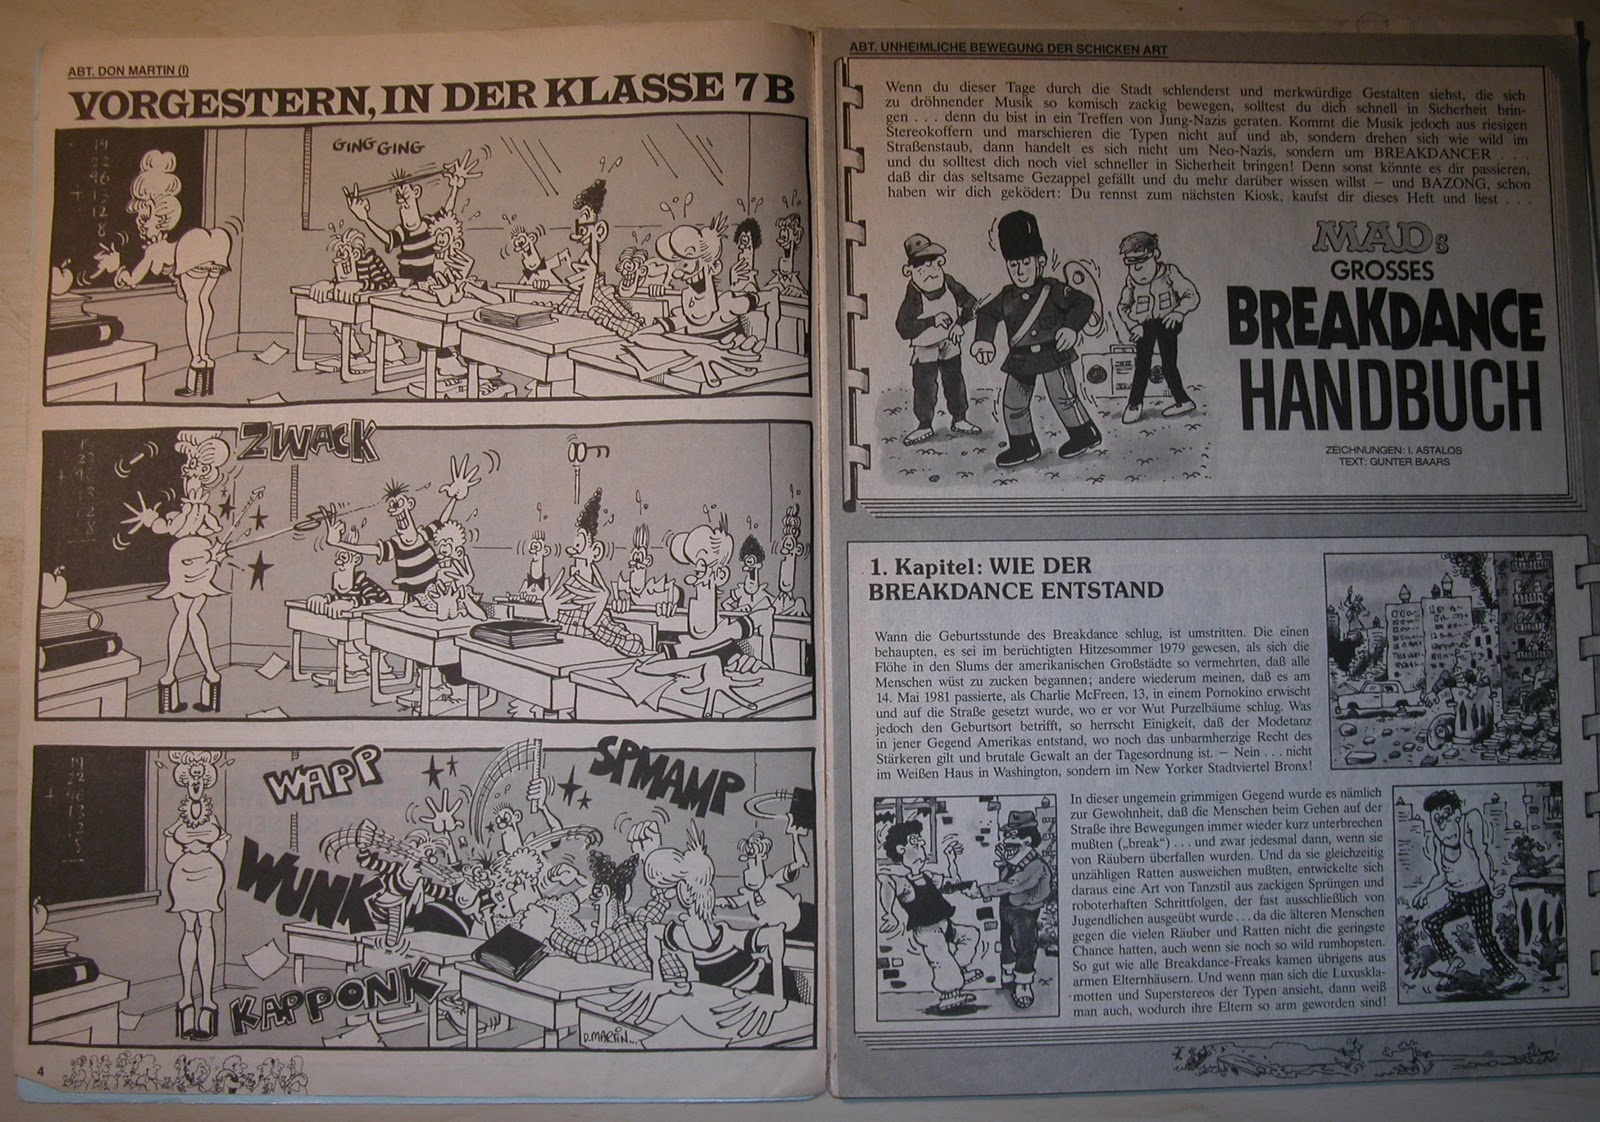 ABT. DON MARTIN (I)
VORGESTERN, IN DER KLASSE 7 B
GING GING
ZWACK
WAPP
SPMAMP
WUNK
KAPPONK
D. MARTIN...
4
ABT. UNHEIMLICHE BEWEGUNG DER SCHICKEN ART
Wenn du dieser Tage durch die Stadt schlenderst und merkwürdige Gestalten siehst, die sich
zu dröhnender Musik so komisch zackig bewegen, solltest du dich schnell in Sicherheit brin-
gen . . . denn du bist in ein Treffen von Jung-Nazis geraten. Kommt die Musik jedoch aus riesigen
Stereokoffern und marschieren die Typen nicht auf und ab, sondern drehen sich wie wild im
Straßenstaub, dann handelt es sich nicht um Neo-Nazis, sondern um BREAKDANCER . . .
und du solltest dich noch viel schneller in Sicherheit bringen! Denn sonst könnte es dir passieren,
daß dir das seltsame Gezappel gefällt und du mehr darüber wissen willst – und BAZONG, schon
haben wir dich geködert: Du rennst zum nächsten Kiosk, kaufst dir dieses Heft und liest . . .
MADs
GROSSES
BREAKDANCE
HANDBUCH
ZEICHNUNGEN: I. ASTALOS
TEXT: GUNTER BAARS
1. Kapitel: WIE DER
BREAKDANCE ENTSTAND
Wann die Geburtsstunde des Breakdance schlug, ist umstritten. Die einen
behaupten, es sei im berüchtigten Hitzesommer 1979 gewesen, als sich die
Flöhe in den Slums der amerikanischen Großstädte so vermehrten, daß alle
Menschen wüst zu zucken begannen; andere wiederum meinen, daß es am
14. Mai 1981 passierte, als Charlie McFreen, 13, in einem Pornokino erwischt
und auf die Straße gesetzt wurde, wo er vor Wut Purzelbäume schlug. Was
jedoch den Geburtsort betrifft, so herrscht Einigkeit, daß der Modetanz
in jener Gegend Amerikas entstand, wo noch das unbarmherzige Recht des
Stärkeren gilt und brutale Gewalt an der Tagesordnung ist. – Nein . . . nicht
im Weißen Haus in Washington, sondern im New Yorker Stadtviertel Bronx!
In dieser ungemein grimmigen Gegend wurde es nämlich
zur Gewohnheit, daß die Menschen beim Gehen auf der
Straße ihre Bewegungen immer wieder kurz unterbrechen
mußten („break“) . . . und zwar jedesmal dann, wenn sie
von Räubern überfallen wurden. Und da sie gleichzeitig
unzähligen Ratten ausweichen mußten, entwickelte sich
daraus eine Art von Tanzstil aus zackigen Sprüngen und
roboterhaften Schrittfolgen, der fast ausschließlich von
Jugendlichen ausgeübt wurde . . . da die älteren Menschen
gegen die vielen Räuber und Ratten nicht die geringste
Chance hatten, auch wenn sie noch so wild rumhopsten.
So gut wie alle Breakdance-Freaks kamen übrigens aus
armen Elternhäusern. Und wenn man sich die Luxuskla-
motten und Superstereos der Typen ansieht, dann weiß
man auch, wodurch ihre Eltern so arm geworden sind!